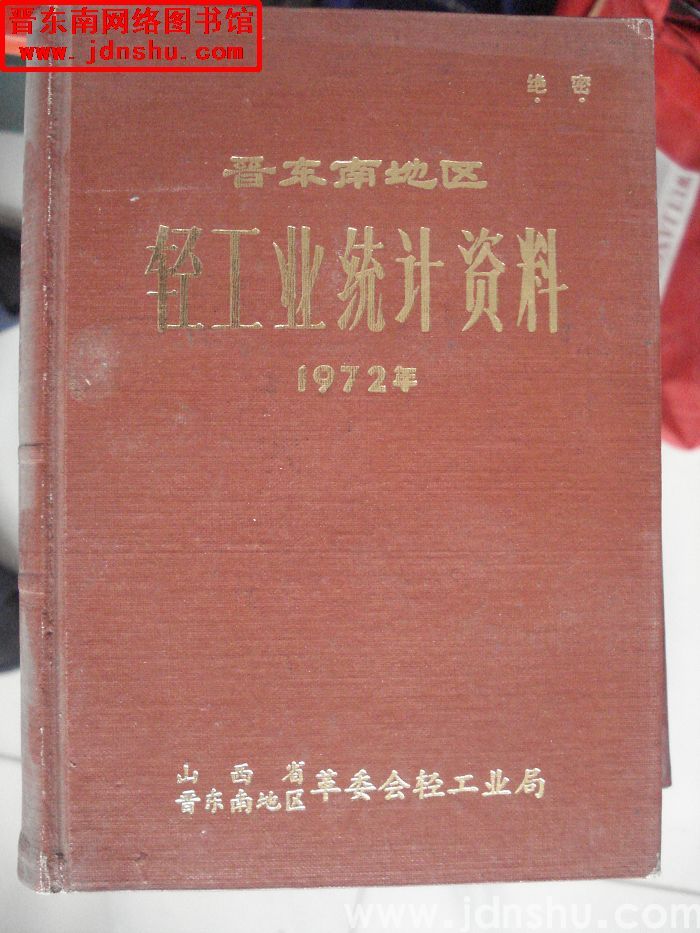 晋东南网络图书馆
www.jdnshu.com
绝密
晋东南地区
轻工业统计资料
1972年
山西省
晋东南地区革委会轻工业局
www.jdnshu.com